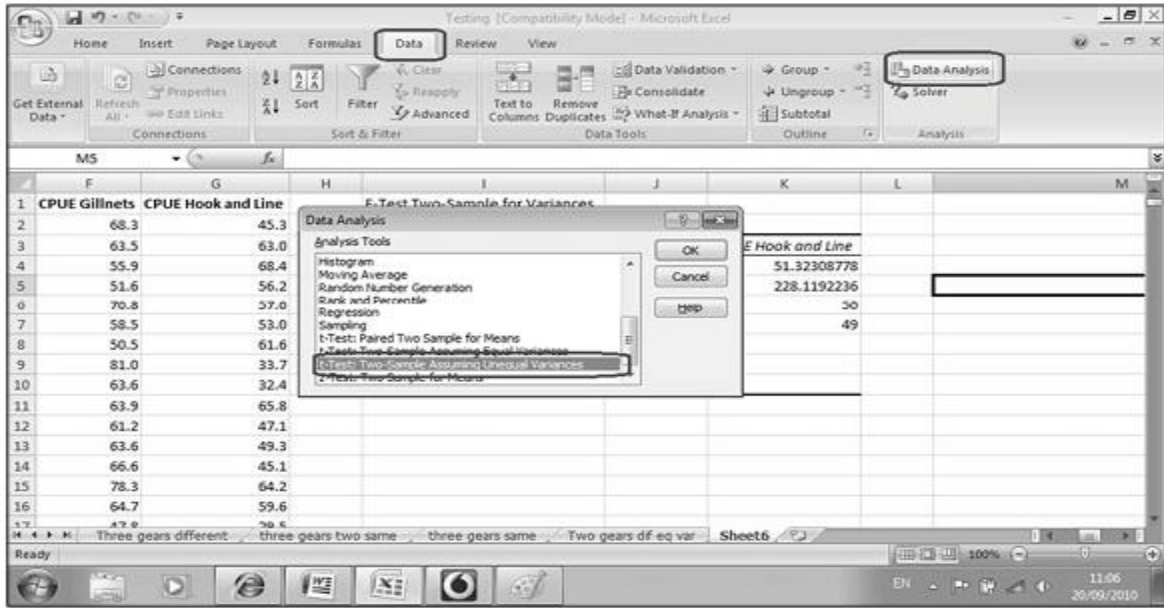 Testing [Compatibility Mode] - Microsoft Excel
Home Insert Page Layout Formulas Data Review View
Get External Data
Refresh All
Connections
Properties
Edit Links
Connections
Sort
Filter
Clear
Reapply
Advanced
Sort & Filter
Text to Columns
Remove Duplicates
Data Validation
Consolidate
What-If Analysis
Data Tools
Group
Ungroup
Subtotal
Outline
Data Analysis
Solver
Analysis
M5 fx
F G H I J K L M
1 CPUE Gillnets CPUE Hook and Line F-Test Two-Sample for Variances
2 68.3 45.3
3 63.5 63.0 E Hook and Line
4 55.9 68.4 51.32308778
5 51.6 56.2 228.1192236
6 70.8 57.0 50
7 58.5 53.0 49
8 50.5 61.6
9 81.0 33.7
10 63.6 32.4
11 63.9 65.8
12 61.2 47.1
13 63.6 49.3
14 66.6 45.1
15 78.3 64.2
16 64.7 59.6
17 47.8 29.5
Data Analysis
Analysis Tools
Histogram
Moving Average
Random Number Generation
Rank and Percentile
Regression
Sampling
t-Test: Paired Two Sample for Means
t-Test: Two-Sample Assuming Equal Variances
t-Test: Two-Sample Assuming Unequal Variances
z-Test: Two Sample for Means
OK
Cancel
Help
Three gears different three gears two same three gears same Two gears df eq var Sheet6
Ready 100%
EN 11:06
20/09/2010